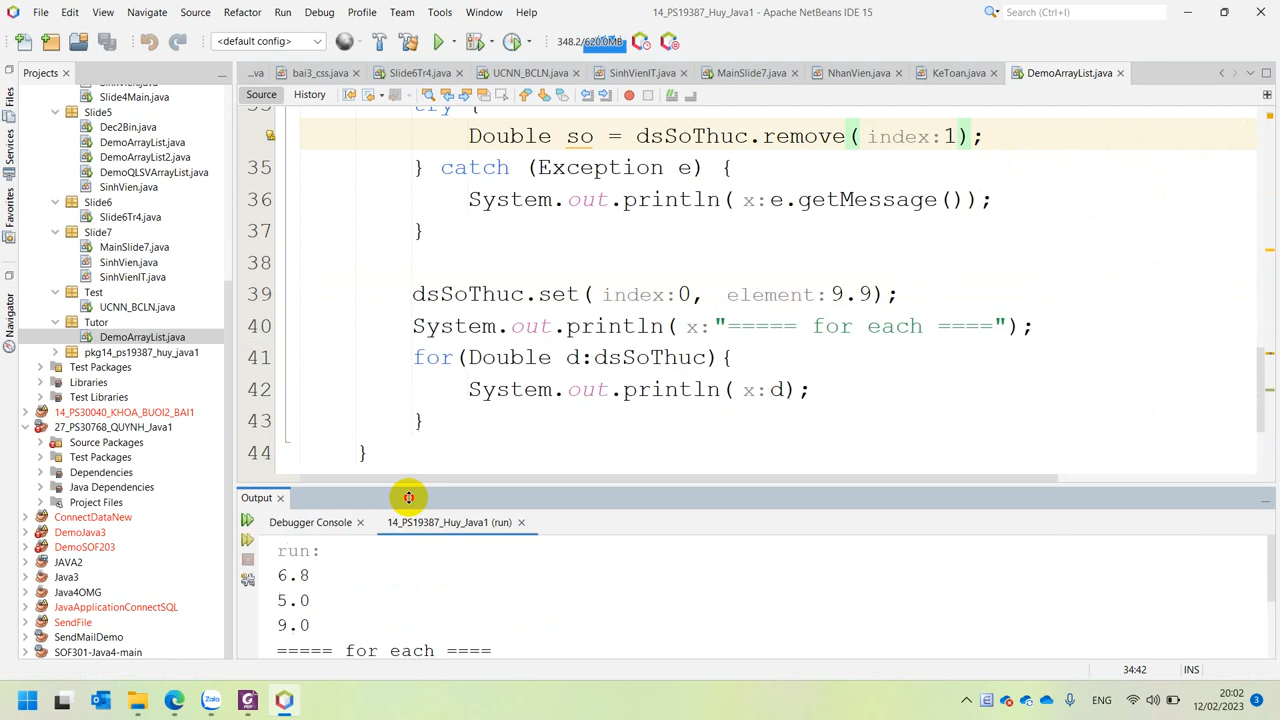 File Edit View Navigate Source Refactor Run Debug Profile Team Tools Window Help
14_PS19387_Huy_Java1 - Apache NetBeans IDE 15
Search (Ctrl+I)
<default config>
348.2/620.0MB
Projects
...va
bai3_css.java
Slide6Tr4.java
UCNN_BCLN.java
SinhVienIT.java
MainSlide7.java
NhanVien.java
KeToan.java
DemoArrayList.java
Source History
Files
Services
Favorites
Navigator
Slide4Main.java
Slide5
Dec2Bin.java
DemoArrayList.java
DemoArrayList2.java
DemoQLSVArrayList.java
SinhVien.java
Slide6
Slide6Tr4.java
Slide7
MainSlide7.java
SinhVien.java
SinhVienIT.java
Test
UCNN_BCLN.java
Tutor
DemoArrayList.java
pkg14_ps19387_huy_java1
Test Packages
Libraries
Test Libraries
14_PS30040_KHOA_BUOI2_BAI1
27_PS30768_QUYNH_Java1
Source Packages
Test Packages
Dependencies
Java Dependencies
Project Files
ConnectDataNew
DemoJava3
DemoSOF203
JAVA2
Java3
Java4OMG
JavaApplicationConnectSQL
SendFile
SendMailDemo
SOF301-Java4-main
33 try {
Double so = dsSoThuc.remove( index:1);
35 } catch (Exception e) {
36 System.out.println( x:e.getMessage());
37 }
38
39 dsSoThuc.set( index:0, element:9.9);
40 System.out.println( x:"===== for each ====");
41 for(Double d:dsSoThuc){
42 System.out.println( x:d);
43 }
44 }
Output
Debugger Console
14_PS19387_Huy_Java1 (run)
run:
6.8
5.0
9.0
===== for each ====
34:42 INS
ENG
20:02
12/02/2023
3